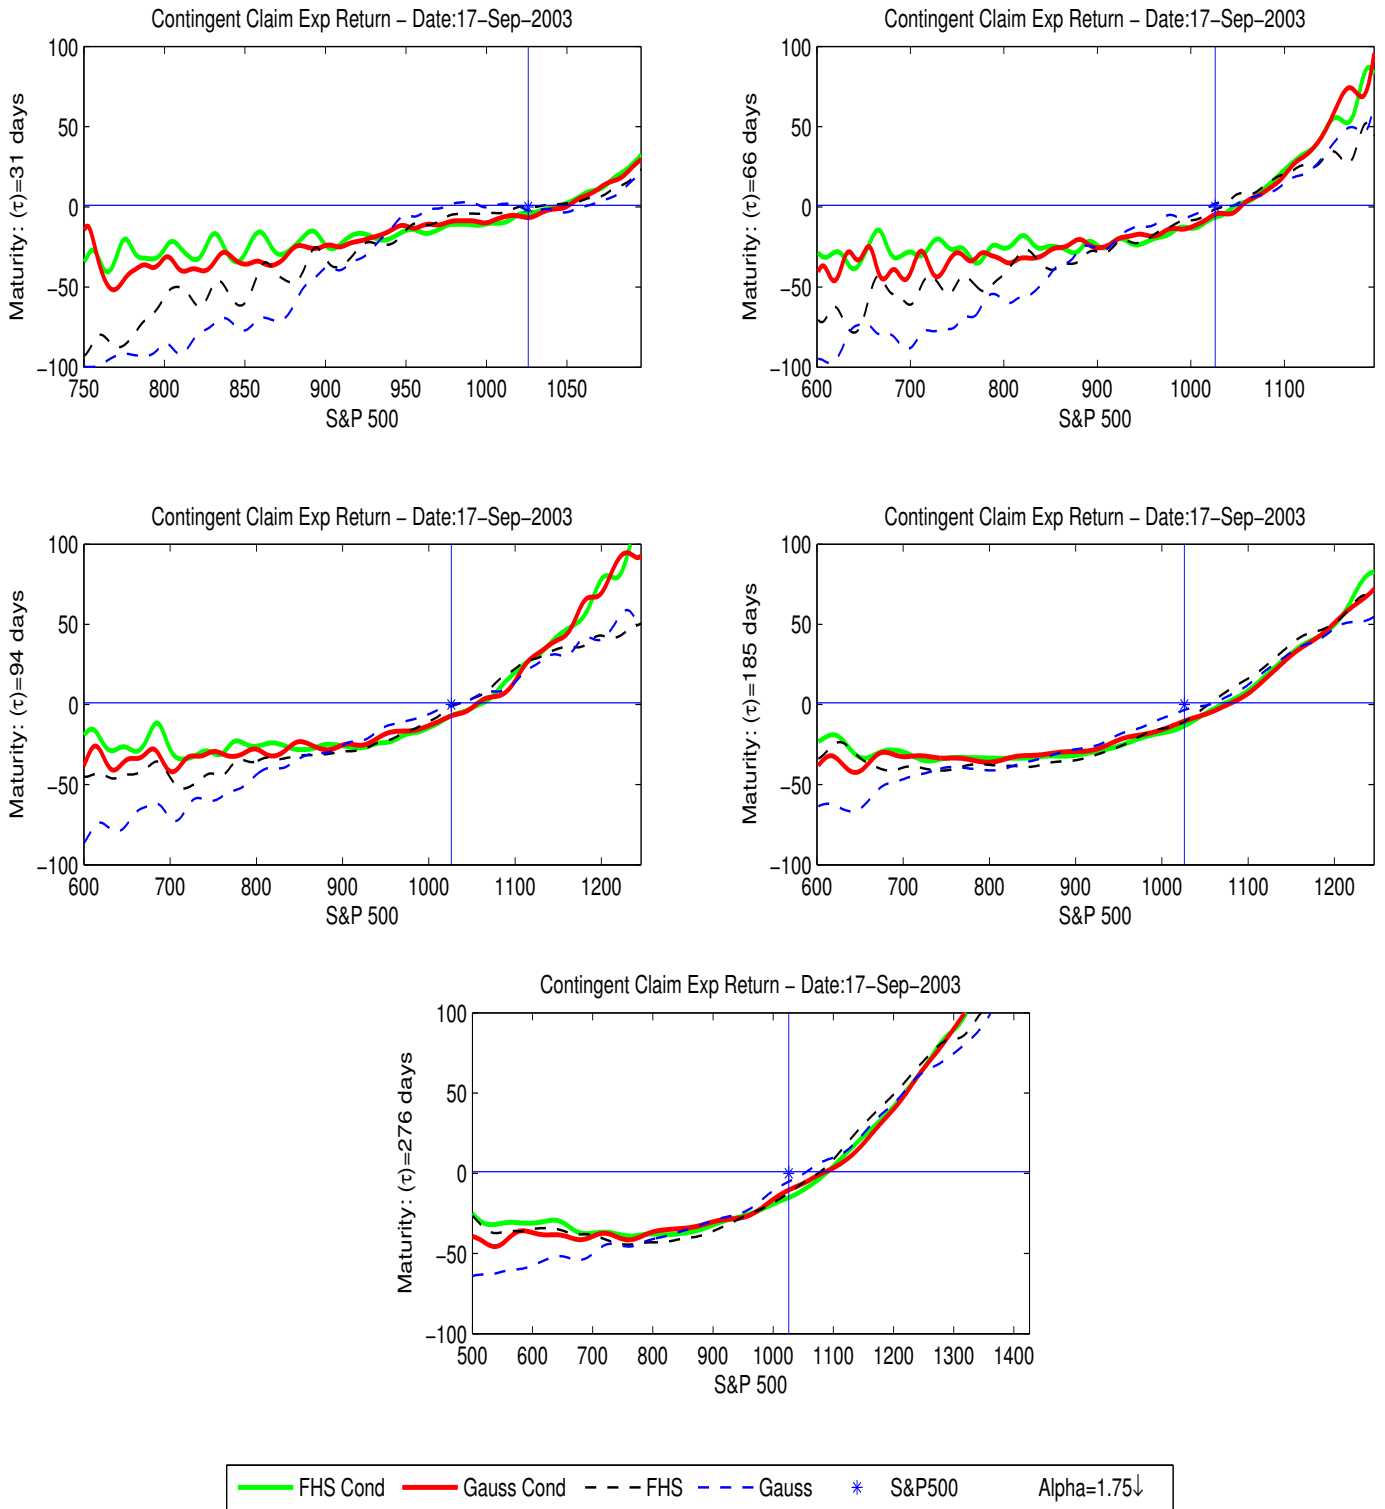 Contingent Claim Exp Return − Date:17−Sep−2003
Maturity: (τ)=31 days
100
50
0
−50
−100
750 800 850 900 950 1000 1050
S&P 500
Contingent Claim Exp Return − Date:17−Sep−2003
Maturity: (τ)=66 days
100
50
0
−50
−100
600 700 800 900 1000 1100
S&P 500
Contingent Claim Exp Return − Date:17−Sep−2003
Maturity: (τ)=94 days
100
50
0
−50
−100
600 700 800 900 1000 1100 1200
S&P 500
Contingent Claim Exp Return − Date:17−Sep−2003
Maturity: (τ)=185 days
100
50
0
−50
−100
600 700 800 900 1000 1100 1200
S&P 500
Contingent Claim Exp Return − Date:17−Sep−2003
Maturity: (τ)=276 days
100
50
0
−50
−100
500 600 700 800 900 1000 1100 1200 1300 1400
S&P 500
FHS Cond Gauss Cond FHS Gauss S&P500 Alpha=1.75↓